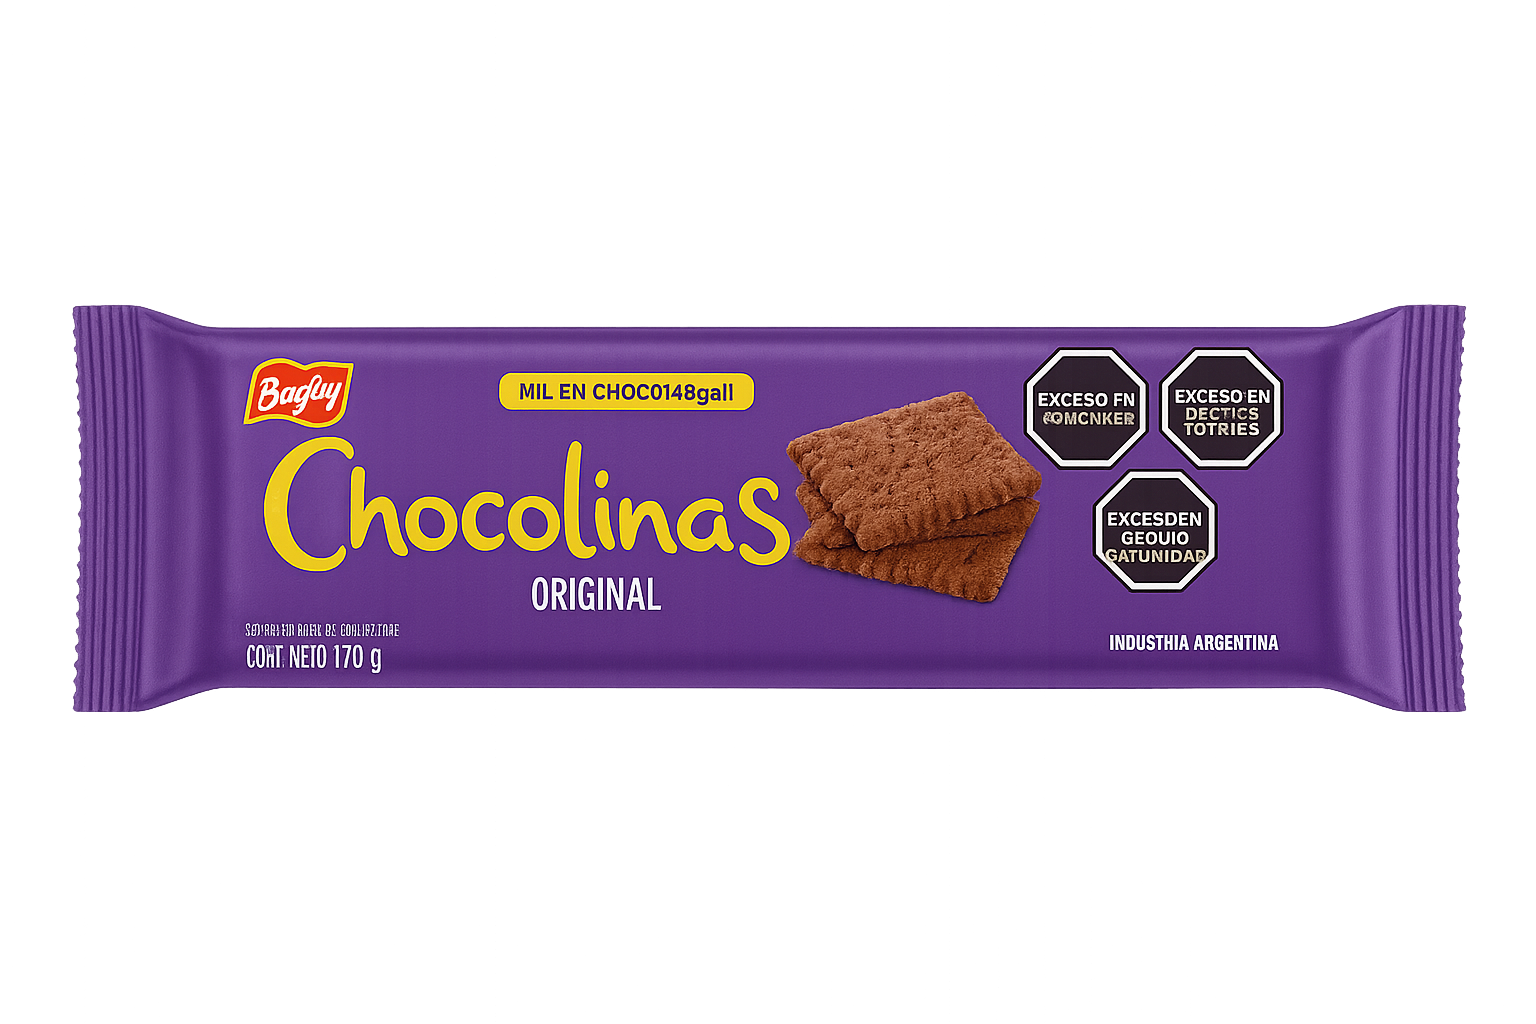 Baguy
MIL EN CHOC0148gall
Chocolinas
ORIGINAL
EXCESO FN
EXCESO EN
DECTICS
TOTRIES
EXCESDEN
GEOUIO
GATUNIDAD
CONT. NETO 170 g
INDUSTHIA ARGENTINA